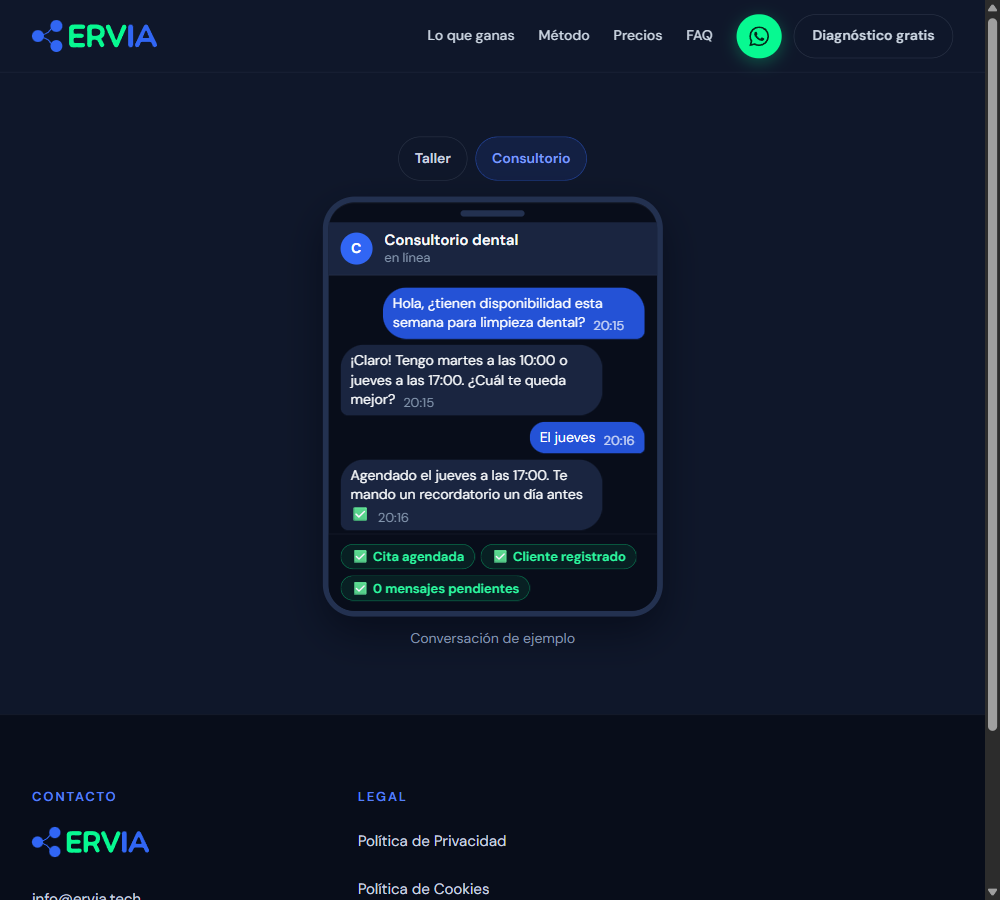 ERVIA
Lo que ganas
Método
Precios
FAQ
Diagnóstico gratis
Taller
Consultorio
C
Consultorio dental
en línea
Hola, ¿tienen disponibilidad esta
semana para limpieza dental? 20:15
¡Claro! Tengo martes a las 10:00 o
jueves a las 17:00. ¿Cuál te queda
mejor? 20:15
El jueves 20:16
Agendado el jueves a las 17:00. Te
mando un recordatorio un día antes
✅ 20:16
✅ Cita agendada
✅ Cliente registrado
✅ 0 mensajes pendientes
Conversación de ejemplo
CONTACTO
ERVIA
info@ervia.tech
LEGAL
Política de Privacidad
Política de Cookies